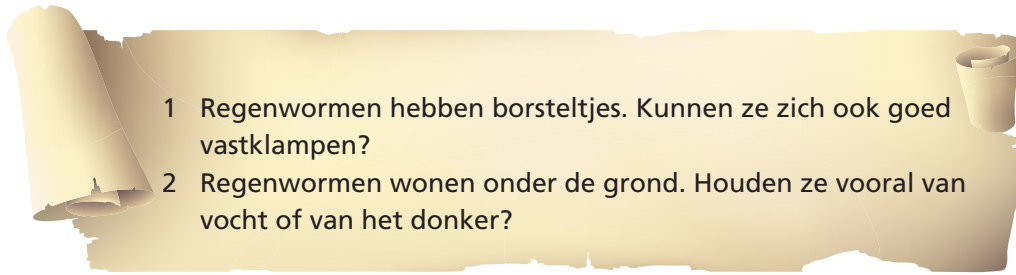 1 Regenwormen hebben borsteltjes. Kunnen ze zich ook goed
vastklampen?
2 Regenwormen wonen onder de grond. Houden ze vooral van
vocht of van het donker?